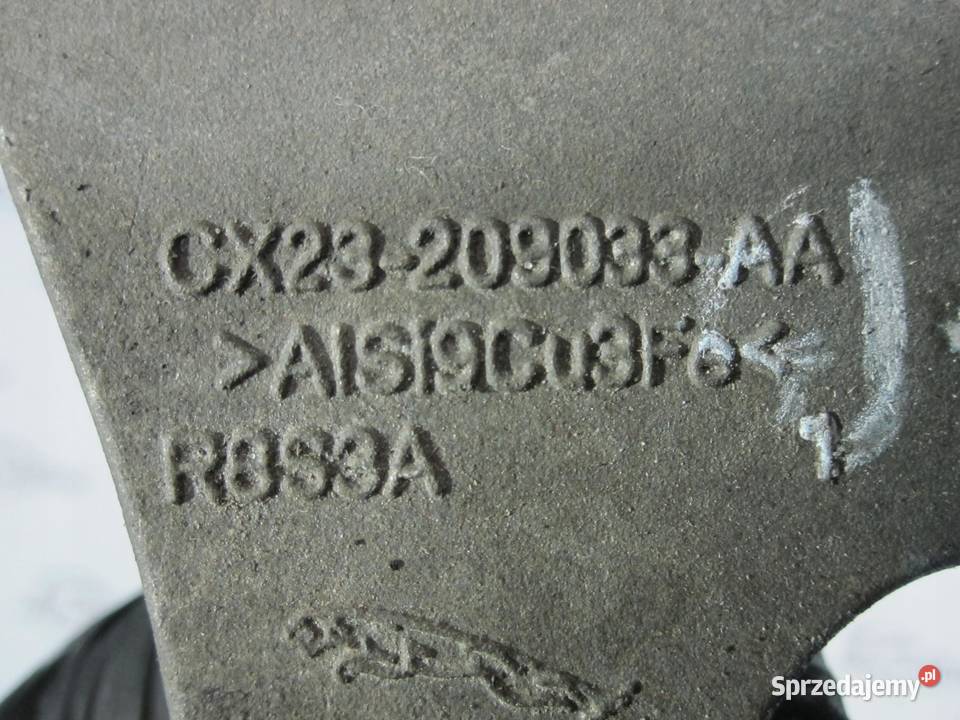 CX23-209033-AA
>AlSi9Cu3Fe<
R8S3A
1
Sprzedajemy.pl